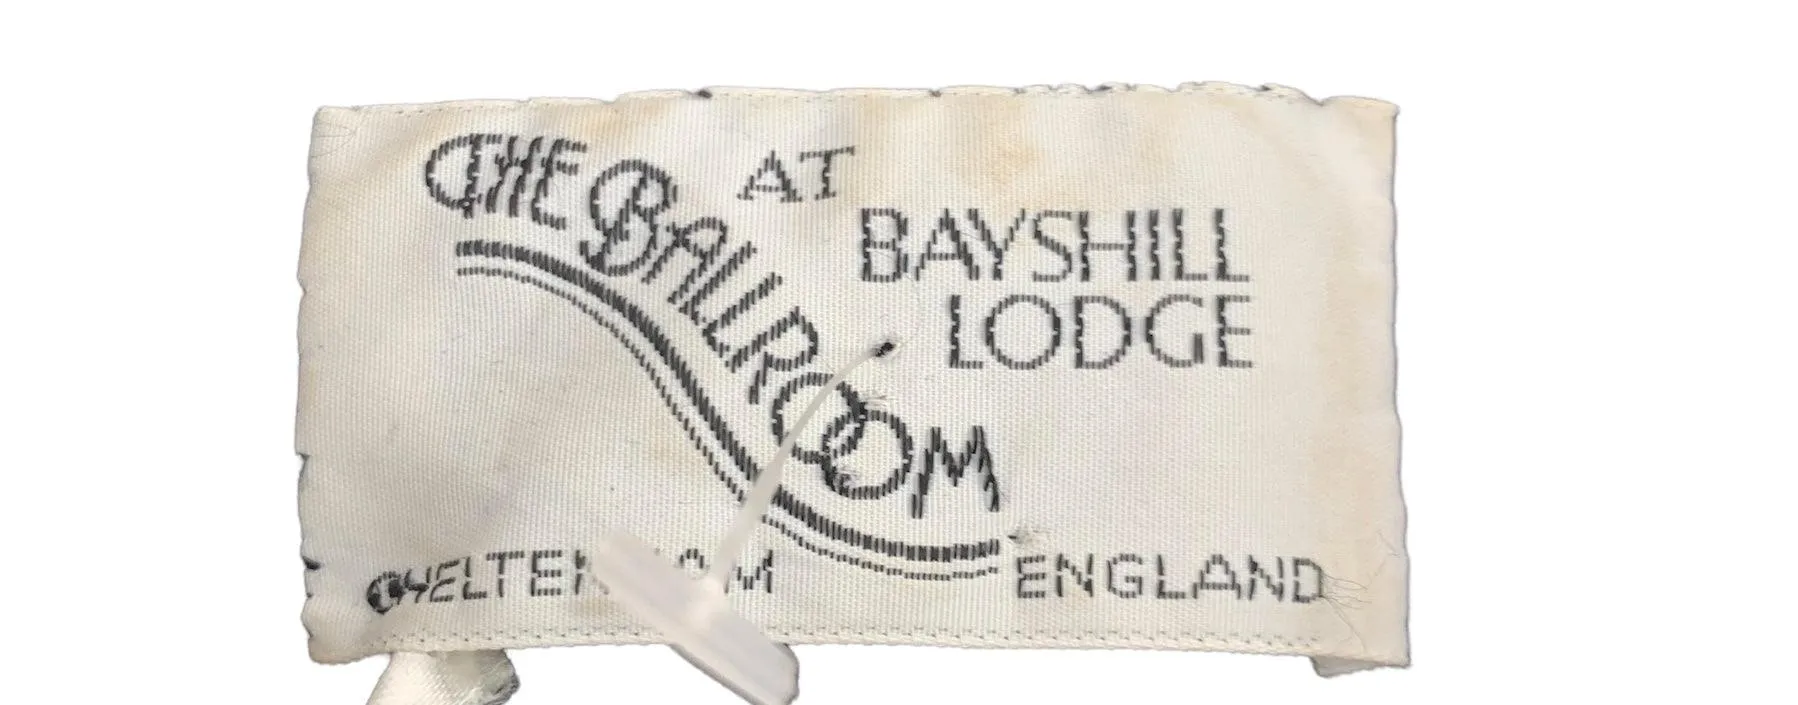 THE BALLROOM
AT
BAYSHILL
LODGE
ENGLAND